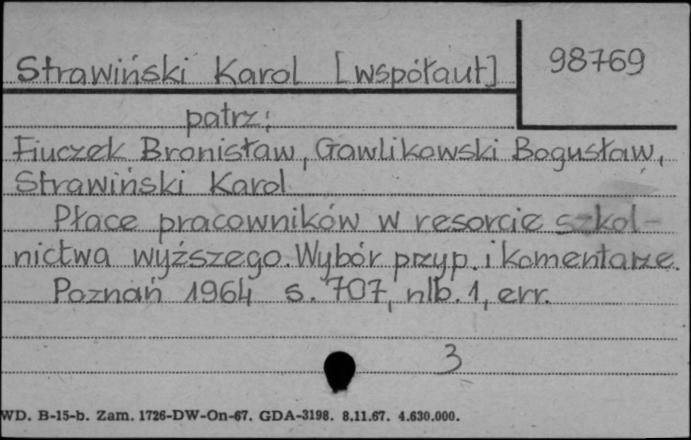 Strawiński Karol [współaut]
98769
patrz:
Fiuczek Bronisław, Gawlikowski Bogusław,
Strawiński Karol
Płace pracowników w resorcie szkol-
nictwa wyższego. Wybór przyp. i komentarze.
Poznań 1964 s. 707, nlb. 1, err.
3
WD. B-15-b. Zam. 1726-DW-On-67. GDA-3198. 8.11.67. 4.630.000.